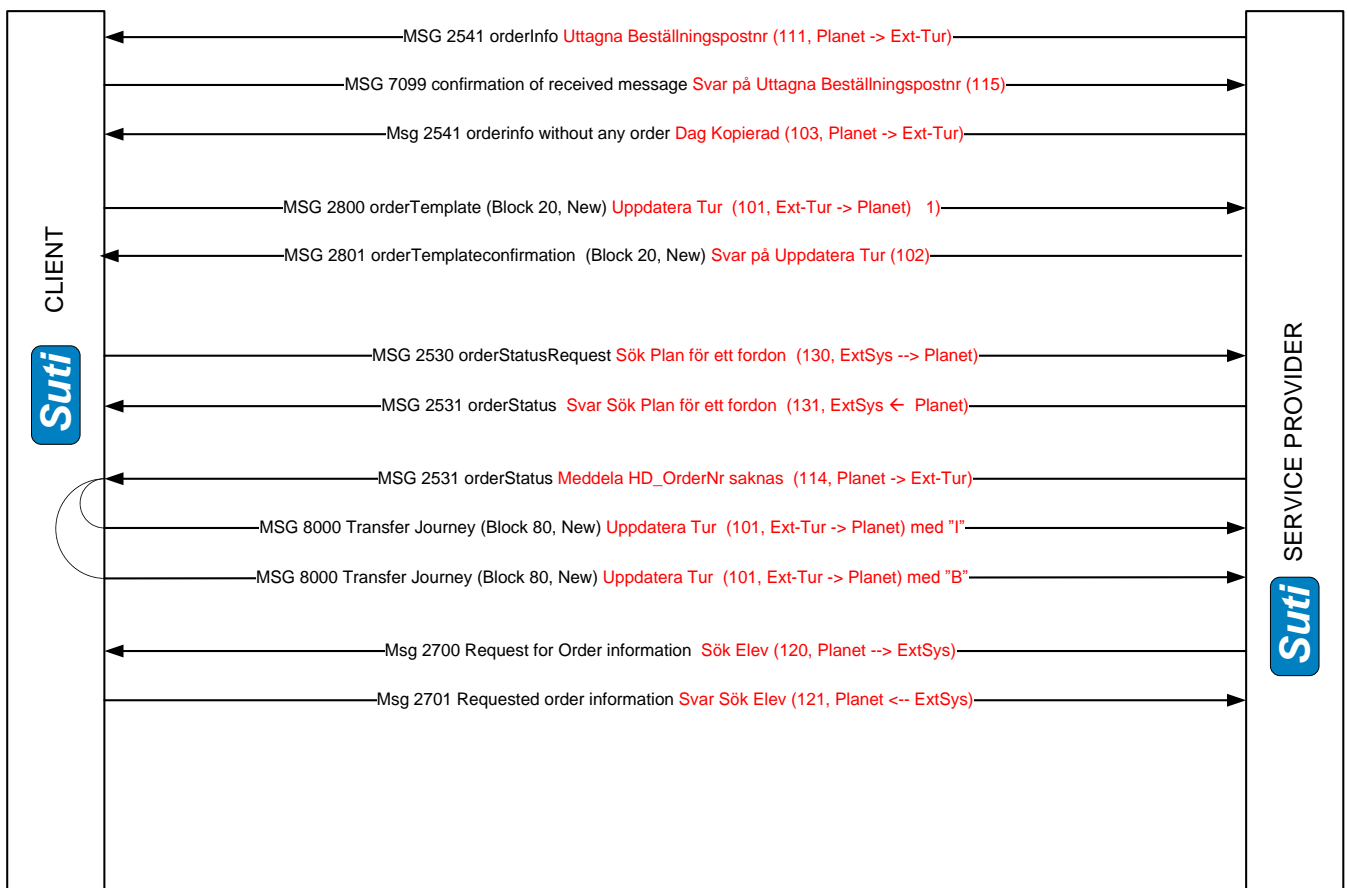 MSG 2541 orderInfo Uttagna Beställningspostnr (111, Planet -> Ext-Tur)
MSG 7099 confirmation of received message Svar på Uttagna Beställningspostnr (115)
Msg 2541 orderinfo without any order Dag Kopierad (103, Planet -> Ext-Tur)
MSG 2800 orderTemplate (Block 20, New) Uppdatera Tur (101, Ext-Tur -> Planet) 1)
MSG 2801 orderTemplateconfirmation (Block 20, New) Svar på Uppdatera Tur (102)
CLIENT
Suti
MSG 2530 orderStatusRequest Sök Plan för ett fordon (130, ExtSys --> Planet)
MSG 2531 orderStatus Svar Sök Plan för ett fordon (131, ExtSys ← Planet)
MSG 2531 orderStatus Meddela HD_OrderNr saknas (114, Planet -> Ext-Tur)
MSG 8000 Transfer Journey (Block 80, New) Uppdatera Tur (101, Ext-Tur -> Planet) med ”I”
MSG 8000 Transfer Journey (Block 80, New) Uppdatera Tur (101, Ext-Tur -> Planet) med ”B”
SERVICE PROVIDER
Suti
Msg 2700 Request for Order information Sök Elev (120, Planet --> ExtSys)
Msg 2701 Requested order information Svar Sök Elev (121, Planet <-- ExtSys)